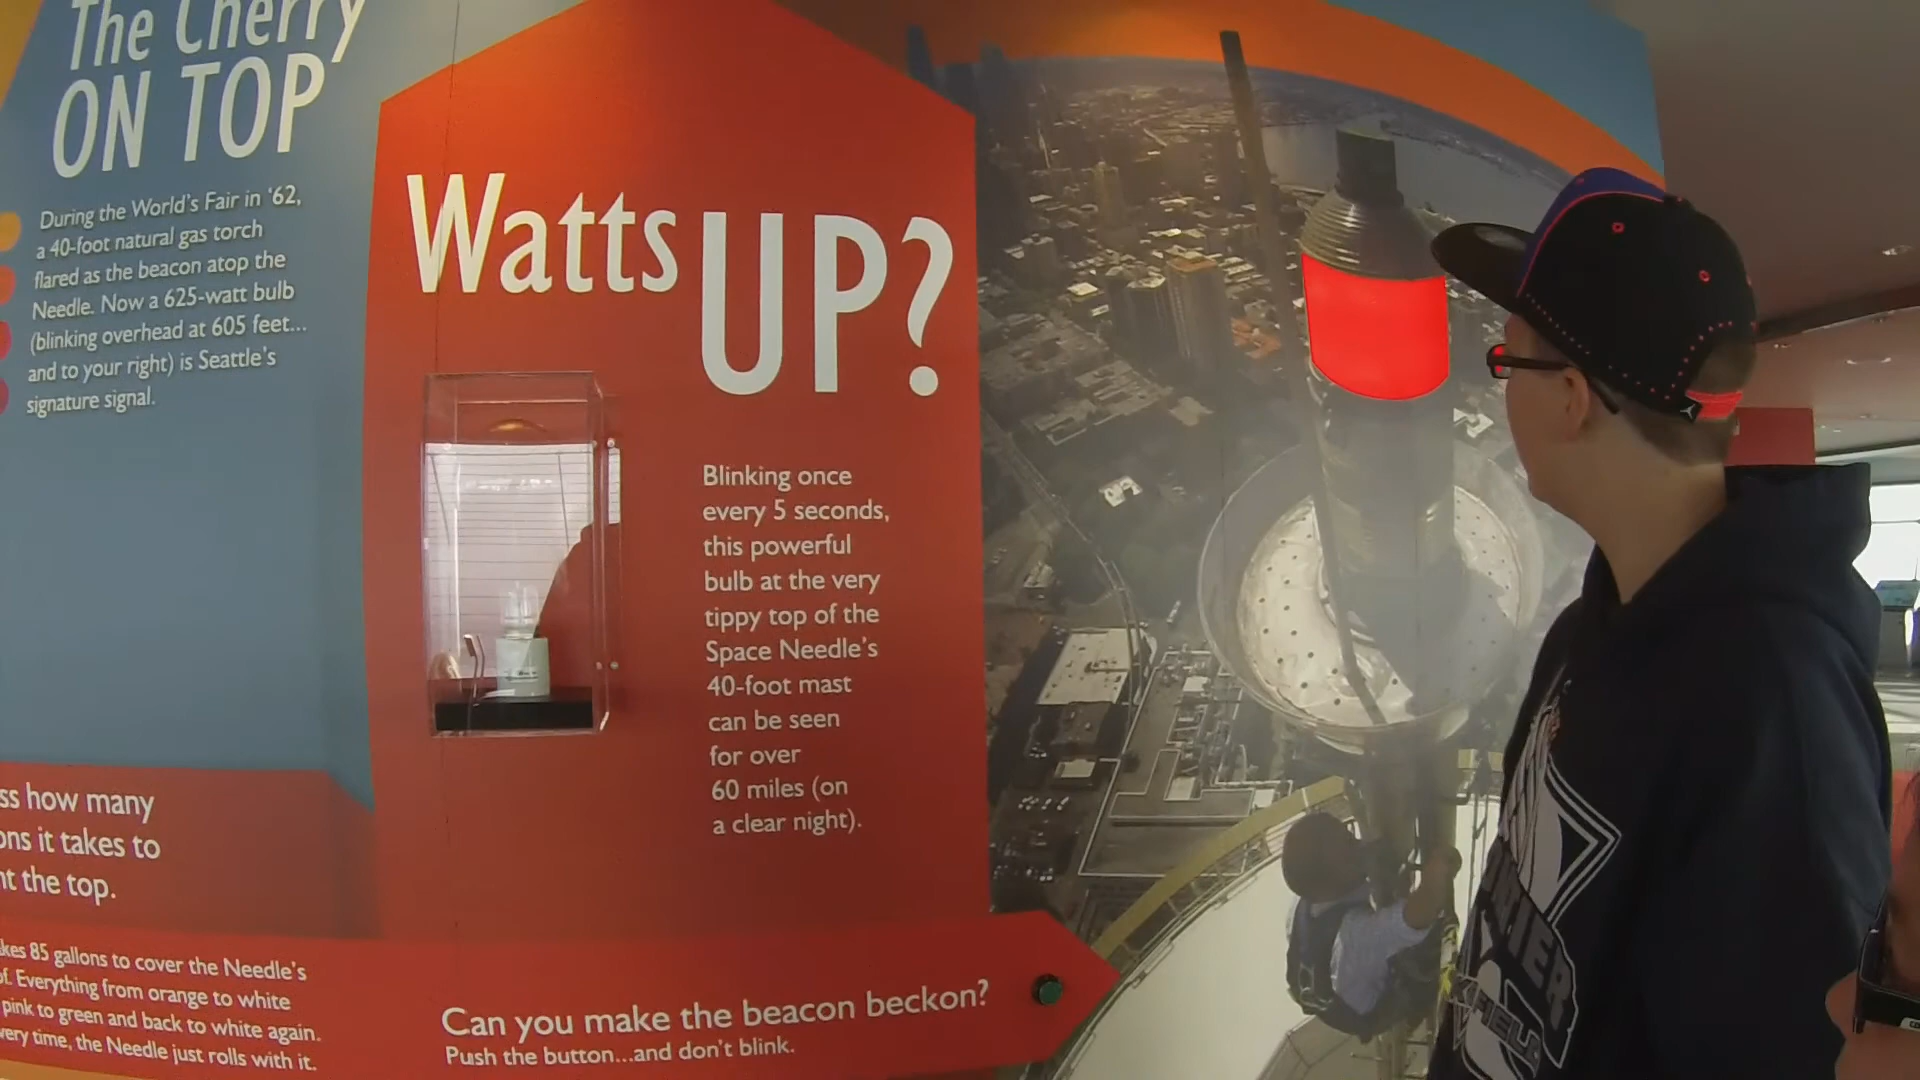 The Cherry
ON TOP
During the World's Fair in '62,
a 40-foot natural gas torch
flared as the beacon atop the
Needle. Now a 625-watt bulb
(blinking overhead at 605 feet...
and to your right) is Seattle's
signature signal.
Watts
UP?
Blinking once
every 5 seconds,
this powerful
bulb at the very
tippy top of the
Space Needle's
40-foot mast
can be seen
for over
60 miles (on
a clear night).
how many
it takes to
the top.
85 gallons to cover the Needle's
Everything from orange to white
pink to green and back to white again.
time, the Needle just rolls with it.
Can you make the beacon beckon?
Push the button...and don't blink.